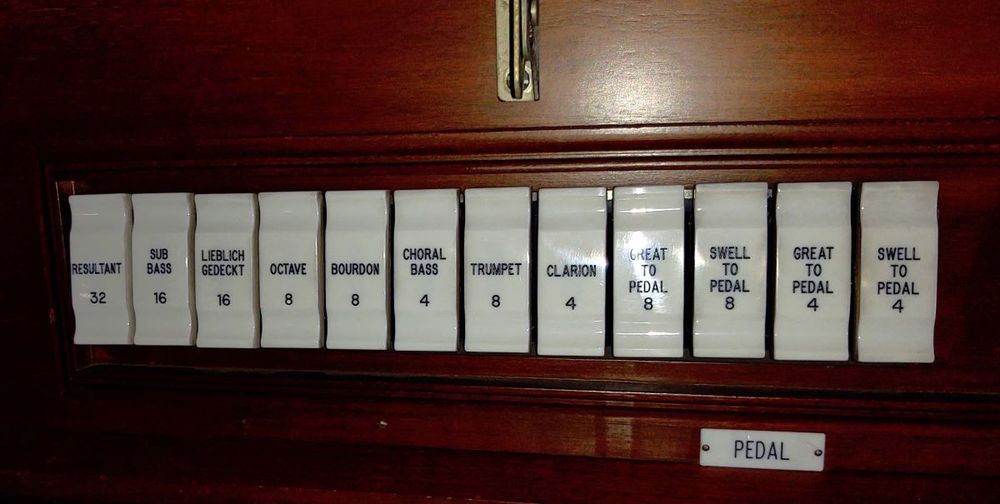 RESULTANT
32
SUB
BASS
16
LIEBLICH
GEDECKT
16
OCTAVE
8
BOURDON
8
CHORAL
BASS
4
TRUMPET
8
CLARION
4
GREAT
TO
PEDAL
8
SWELL
TO
PEDAL
8
GREAT
TO
PEDAL
4
SWELL
TO
PEDAL
4
PEDAL